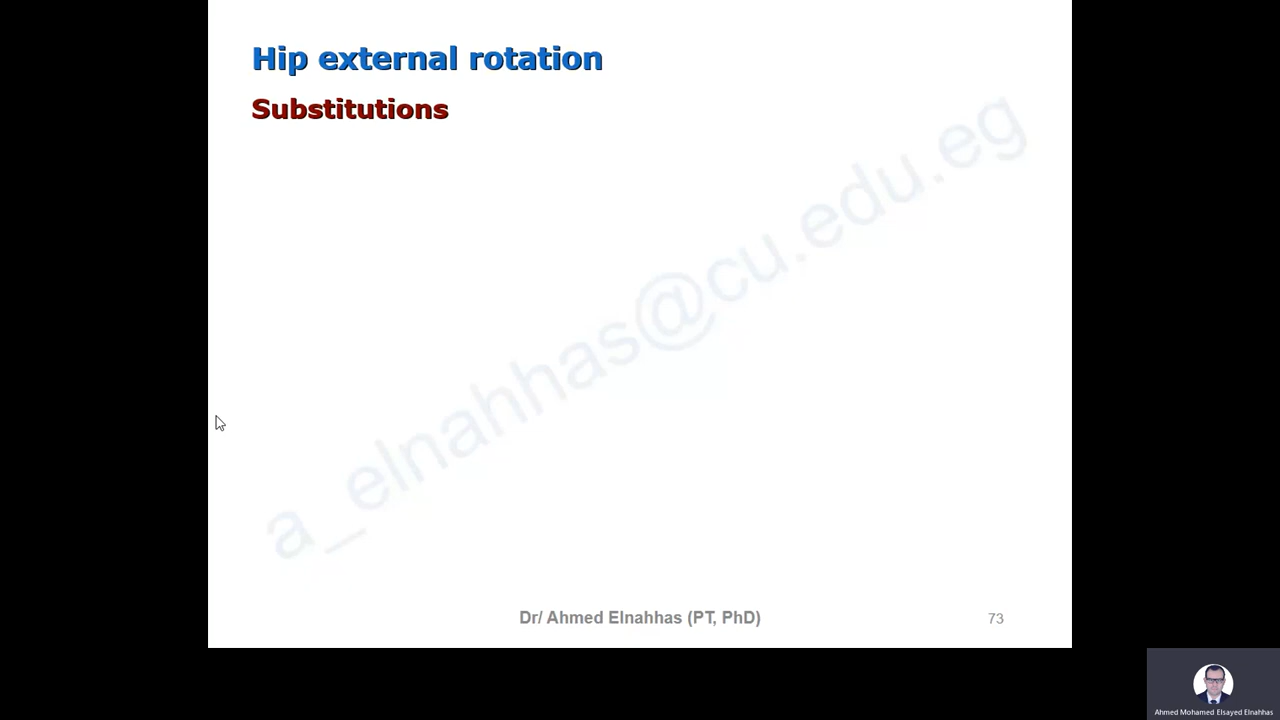 Hip external rotation
Substitutions
a_elnahhas@cu.edu.eg
Dr/ Ahmed Elnahhas (PT, PhD)
73
Ahmed Mohamed Elsayed Elnahhas